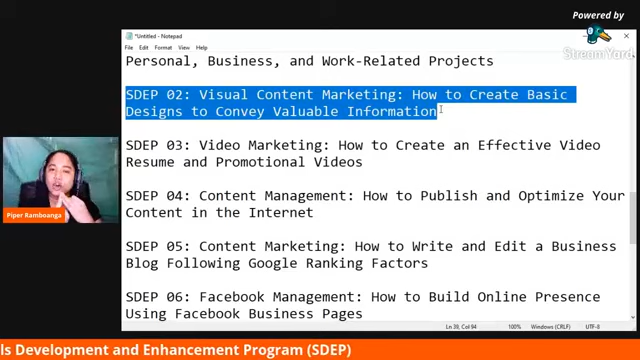 Powered by
StreamYard
*Untitled - Notepad
File Edit Format View Help
Personal, Business, and Work-Related Projects
SDEP 02: Visual Content Marketing: How to Create Basic
Designs to Convey Valuable Information
SDEP 03: Video Marketing: How to Create an Effective Video
Resume and Promotional Videos
SDEP 04: Content Management: How to Publish and Optimize Your
Content in the Internet
SDEP 05: Content Marketing: How to Write and Edit a Business
Blog Following Google Ranking Factors
SDEP 06: Facebook Management: How to Build Online Presence
Using Facebook Business Pages
Piper Ramboanga
Ln 39, Col 94 100% Windows (CRLF) UTF-8
ls Development and Enhancement Program (SDEP)